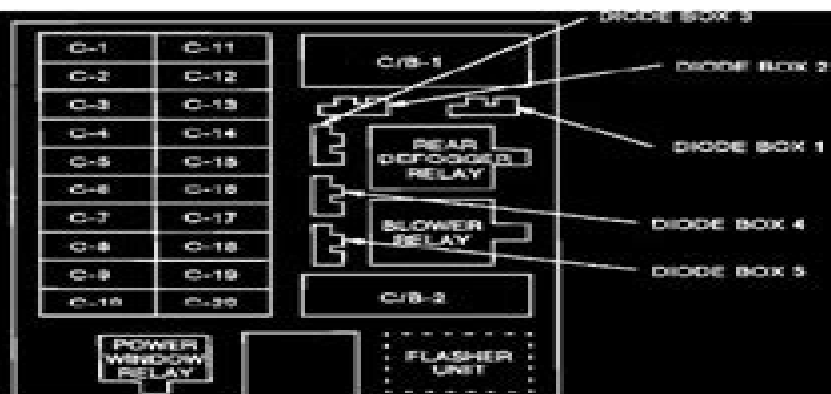 DIODE BOX 3
C-1 C-11
C/B-1
C-2 C-12
DIODE BOX 2
C-3 C-13
C-4 C-14
REAR
DEFOGGER
RELAY
DIODE BOX 1
C-5 C-15
C-6 C-16
C-7 C-17
BLOWER
RELAY
DIODE BOX 4
C-8 C-18
C-9 C-19
DIODE BOX 5
C-10 C-20
C/B-2
POWER
WINDOW
RELAY
FLASHER
UNIT